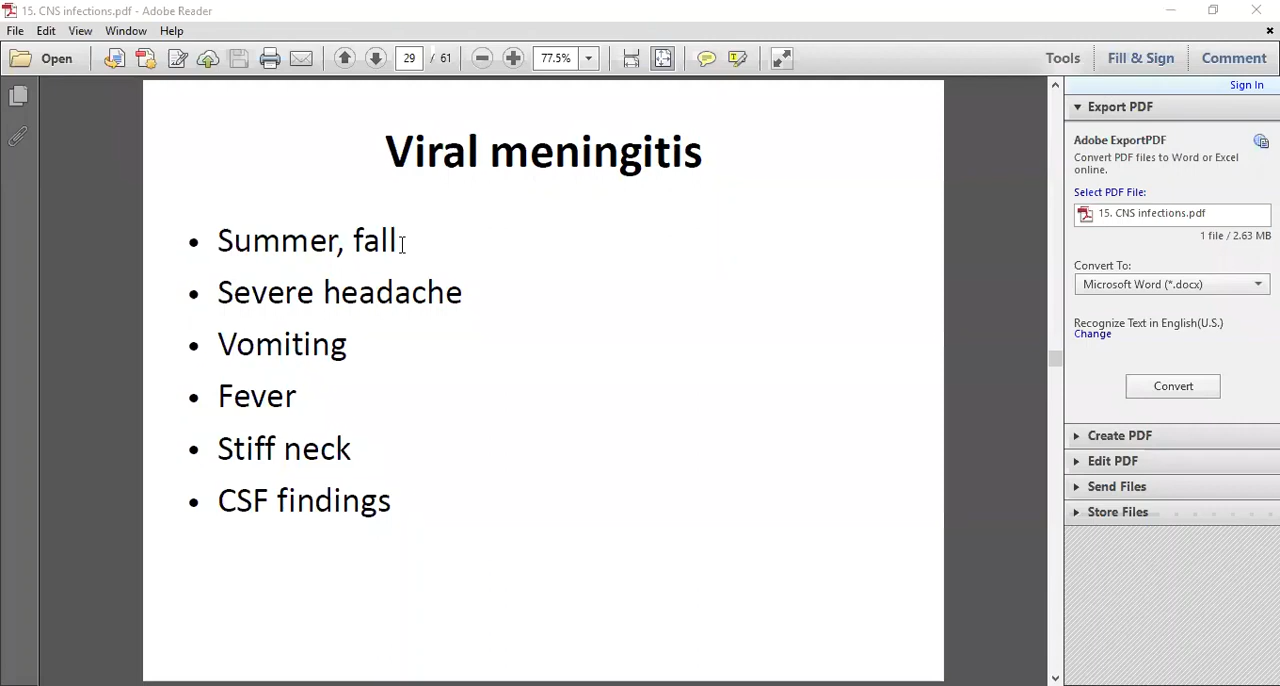 15. CNS infections.pdf - Adobe Reader
File Edit View Window Help
Open 29 / 61 77.5% Tools Fill & Sign Comment
Sign In
Viral meningitis
• Summer, fall
• Severe headache
• Vomiting
• Fever
• Stiff neck
• CSF findings
Export PDF
Adobe ExportPDF
Convert PDF files to Word or Excel
online.
Select PDF File:
15. CNS infections.pdf
1 file / 2.63 MB
Convert To:
Microsoft Word (*.docx)
Recognize Text in English(U.S.)
Change
Convert
Create PDF
Edit PDF
Send Files
Store Files